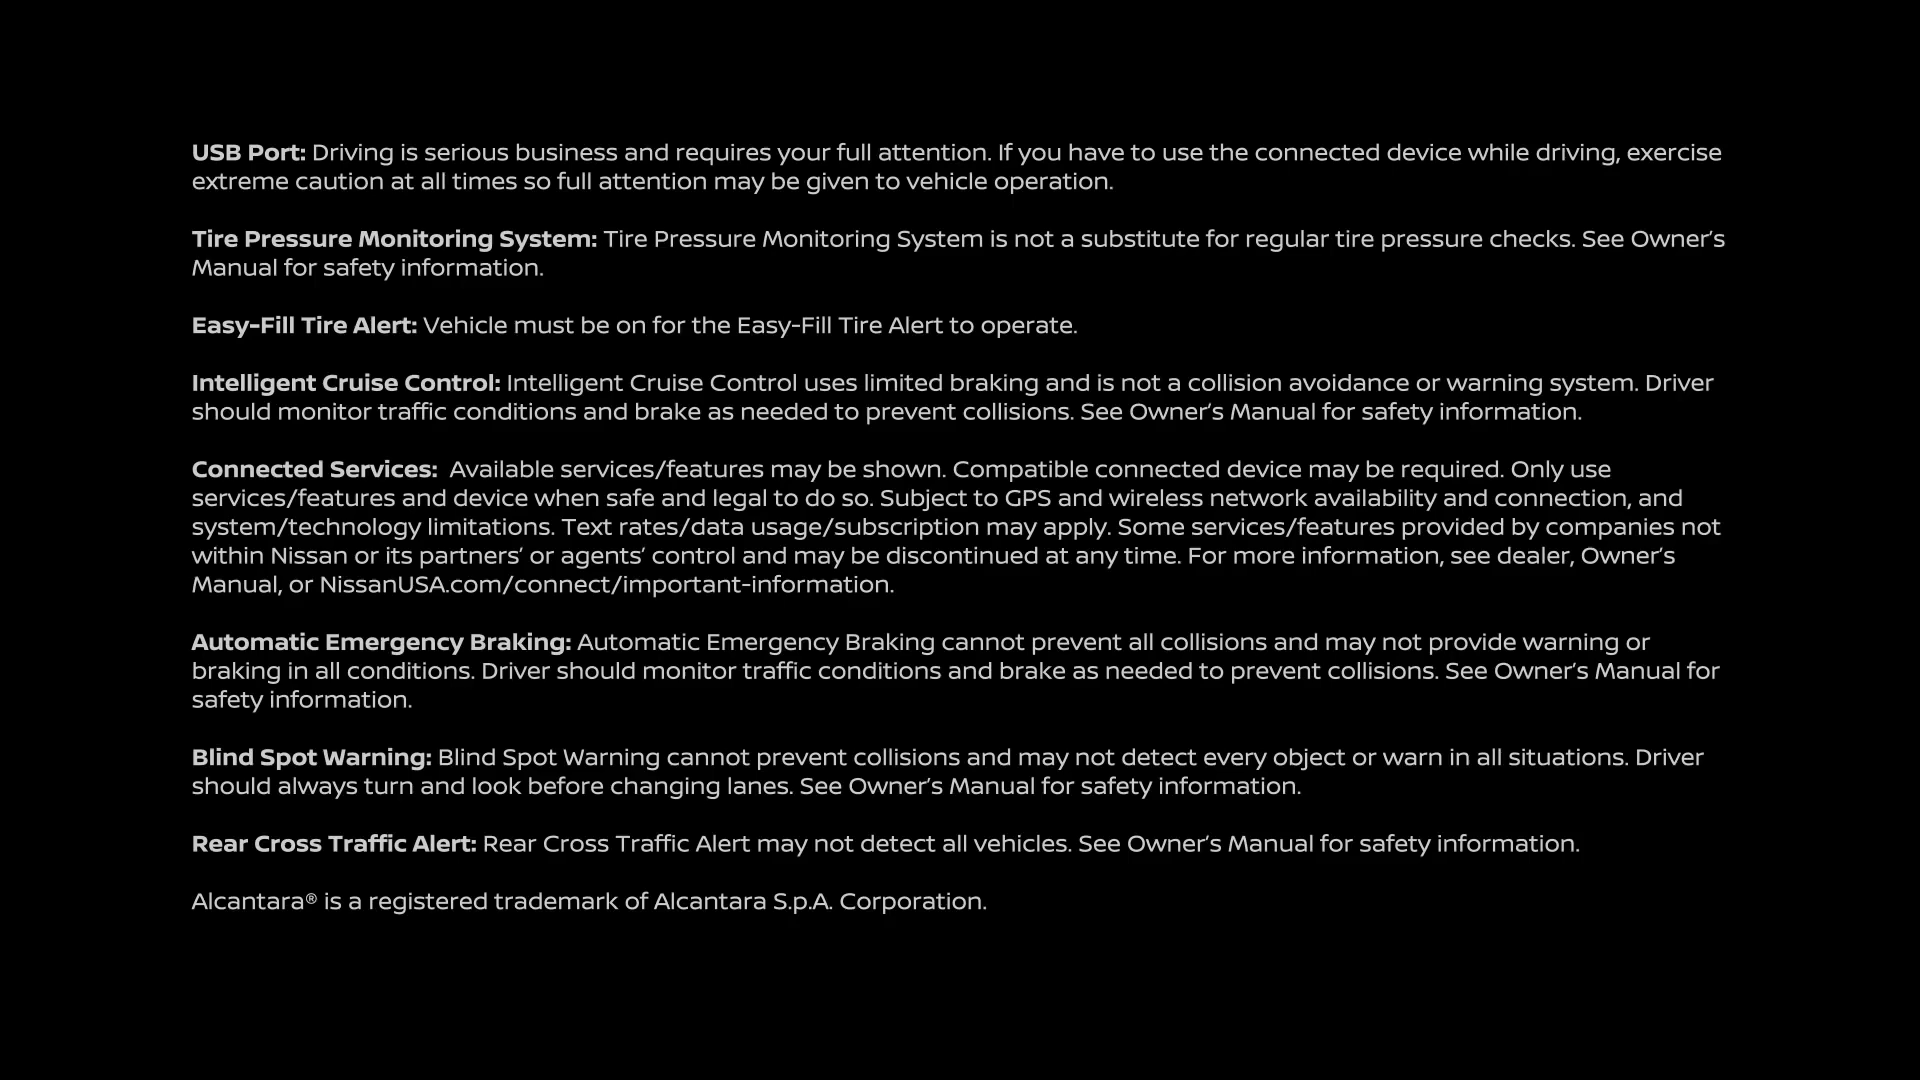 USB Port: Driving is serious business and requires your full attention. If you have to use the connected device while driving, exercise
extreme caution at all times so full attention may be given to vehicle operation.
Tire Pressure Monitoring System: Tire Pressure Monitoring System is not a substitute for regular tire pressure checks. See Owner's
Manual for safety information.
Easy-Fill Tire Alert: Vehicle must be on for the Easy-Fill Tire Alert to operate.
Intelligent Cruise Control: Intelligent Cruise Control uses limited braking and is not a collision avoidance or warning system. Driver
should monitor traffic conditions and brake as needed to prevent collisions. See Owner's Manual for safety information.
Connected Services: Available services/features may be shown. Compatible connected device may be required. Only use
services/features and device when safe and legal to do so. Subject to GPS and wireless network availability and connection, and
system/technology limitations. Text rates/data usage/subscription may apply. Some services/features provided by companies not
within Nissan or its partners' or agents' control and may be discontinued at any time. For more information, see dealer, Owner's
Manual, or NissanUSA.com/connect/important-information.
Automatic Emergency Braking: Automatic Emergency Braking cannot prevent all collisions and may not provide warning or
braking in all conditions. Driver should monitor traffic conditions and brake as needed to prevent collisions. See Owner's Manual for
safety information.
Blind Spot Warning: Blind Spot Warning cannot prevent collisions and may not detect every object or warn in all situations. Driver
should always turn and look before changing lanes. See Owner's Manual for safety information.
Rear Cross Traffic Alert: Rear Cross Traffic Alert may not detect all vehicles. See Owner's Manual for safety information.
Alcantara® is a registered trademark of Alcantara S.p.A. Corporation.